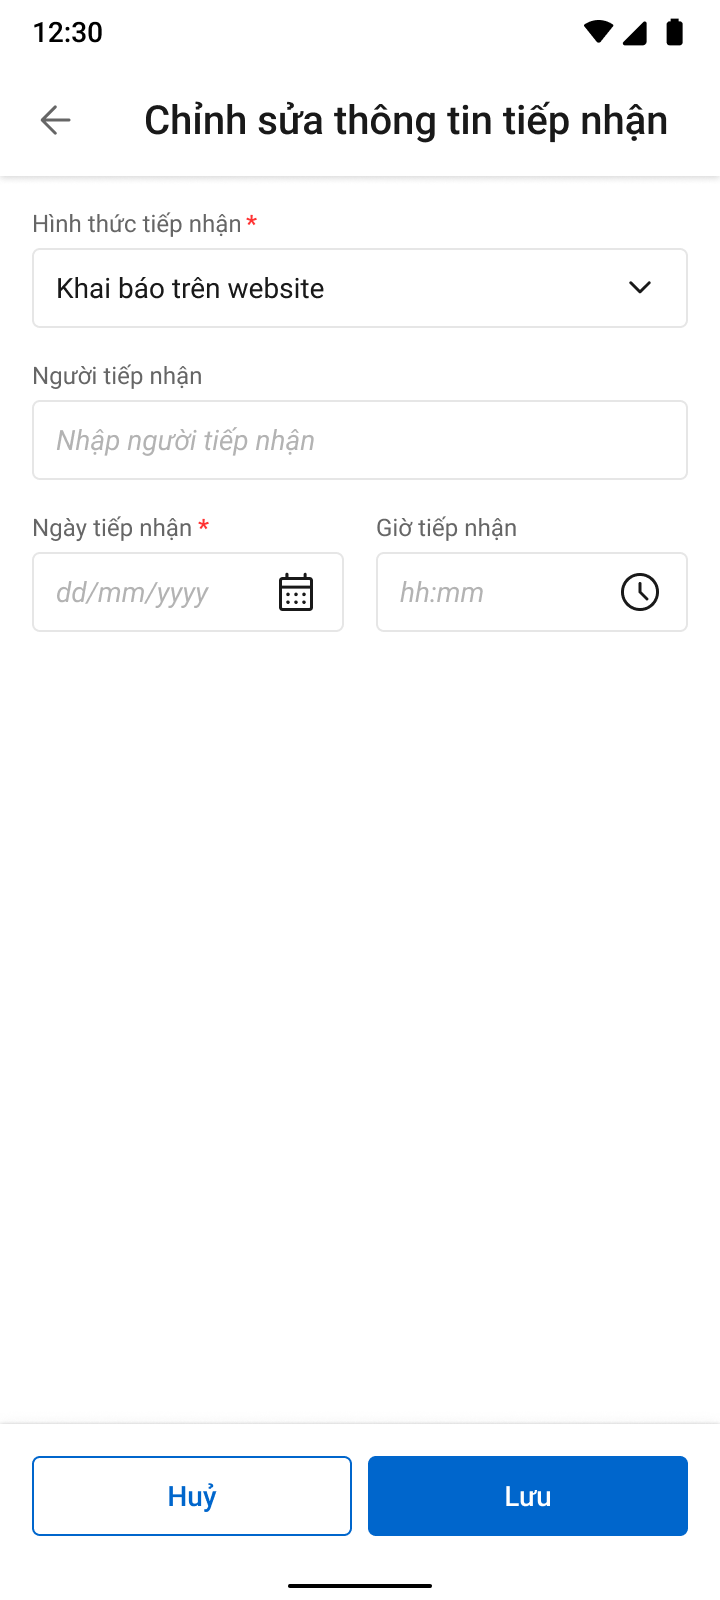 12:30
Chỉnh sửa thông tin tiếp nhận
Hình thức tiếp nhận *
Khai báo trên website
Người tiếp nhận
Nhập người tiếp nhận
Ngày tiếp nhận * Giờ tiếp nhận
dd/mm/yyyy hh:mm
Huỷ Lưu